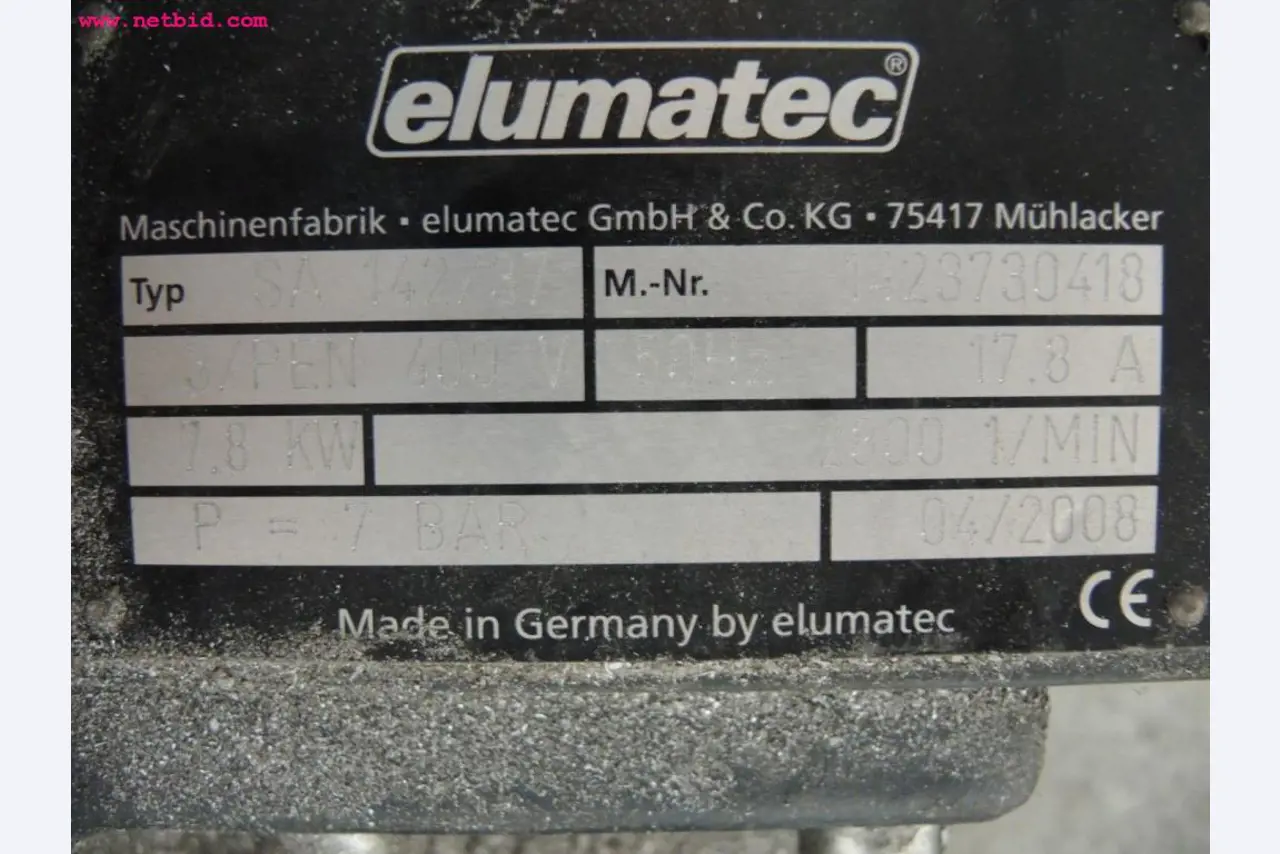 www.netbid.com
elumatec®
Maschinenfabrik · elumatec GmbH & Co. KG · 75417 Mühlacker
Typ SA 142/37 M.-Nr. 1423730418
3/PEN 400 V 50HZ 17.8 A
7.8 KW 2800 1/MIN
P = 7 BAR 04/2008
CE
Made in Germany by elumatec